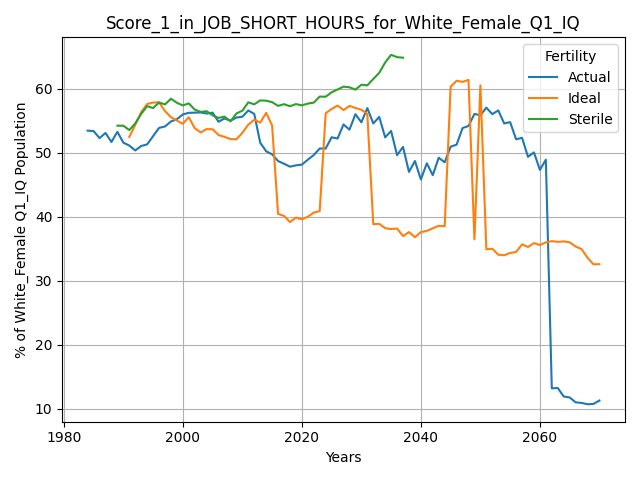 Score_1_in_JOB_SHORT_HOURS_for_White_Female_Q1_IQ
% of White_Female Q1_IQ Population
60
50
40
30
20
10
Fertility
Actual
Ideal
Sterile
1980
2000
2020
2040
2060
Years